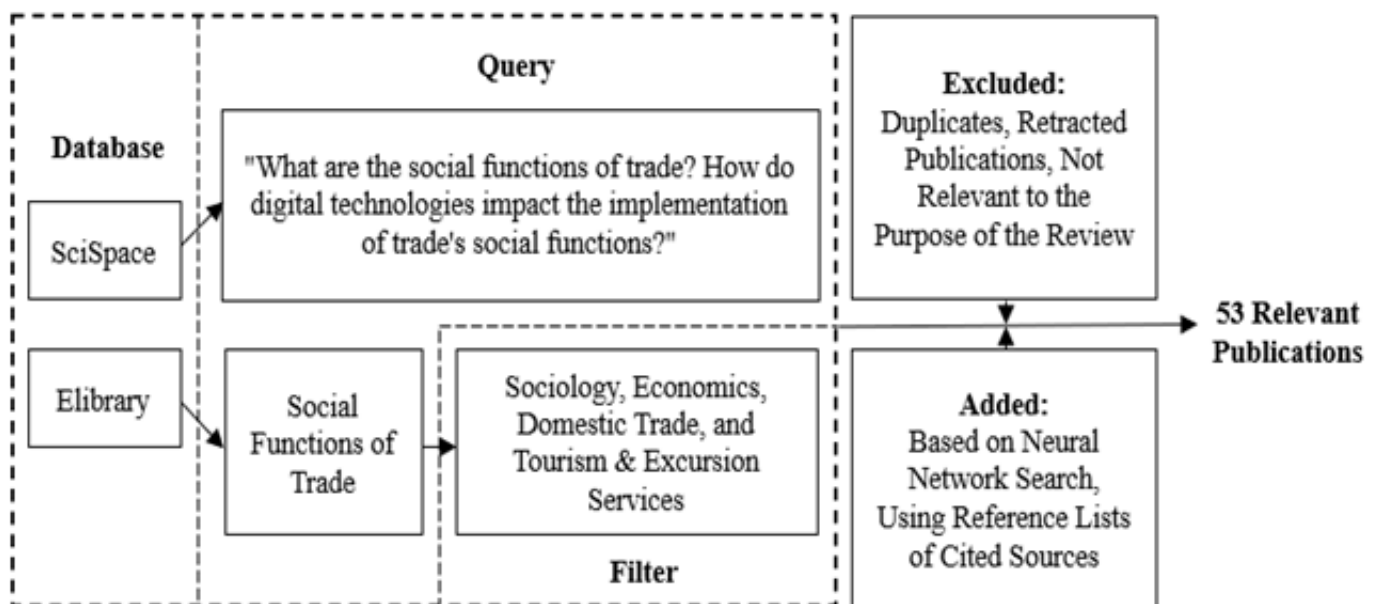 Database
SciSpace
Elibrary
Query
"What are the social functions of trade? How do
digital technologies impact the implementation
of trade's social functions?"
Social
Functions of
Trade
Sociology, Economics,
Domestic Trade, and
Tourism & Excursion
Services
Filter
Excluded:
Duplicates, Retracted
Publications, Not
Relevant to the
Purpose of the Review
Added:
Based on Neural
Network Search,
Using Reference Lists
of Cited Sources
53 Relevant
Publications